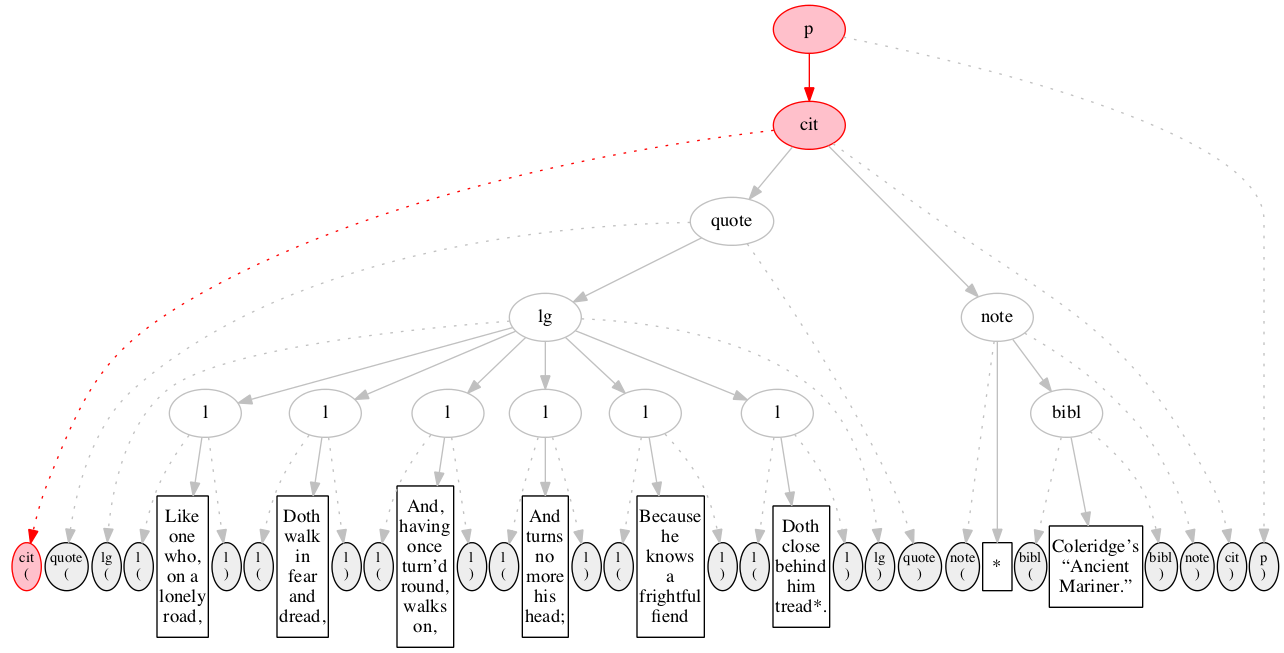 p
cit
quote
lg
note
l
l
l
l
l
l
bibl
cit
(
quote
(
lg
(
l
(
Like
one
who,
on a
lonely
road,
l
)
l
(
Doth
walk
in
fear
and
dread,
l
)
l
(
And,
having
once
turn’d
round,
walks
on,
l
)
l
(
And
turns
no
more
his
head;
l
)
l
(
Because
he
knows
a
frightful
fiend
l
)
l
(
Doth
close
behind
him
tread*.
l
)
lg
)
quote
)
note
(
*
bibl
(
Coleridge’s
“Ancient
Mariner.”
bibl
)
note
)
cit
)
p
)